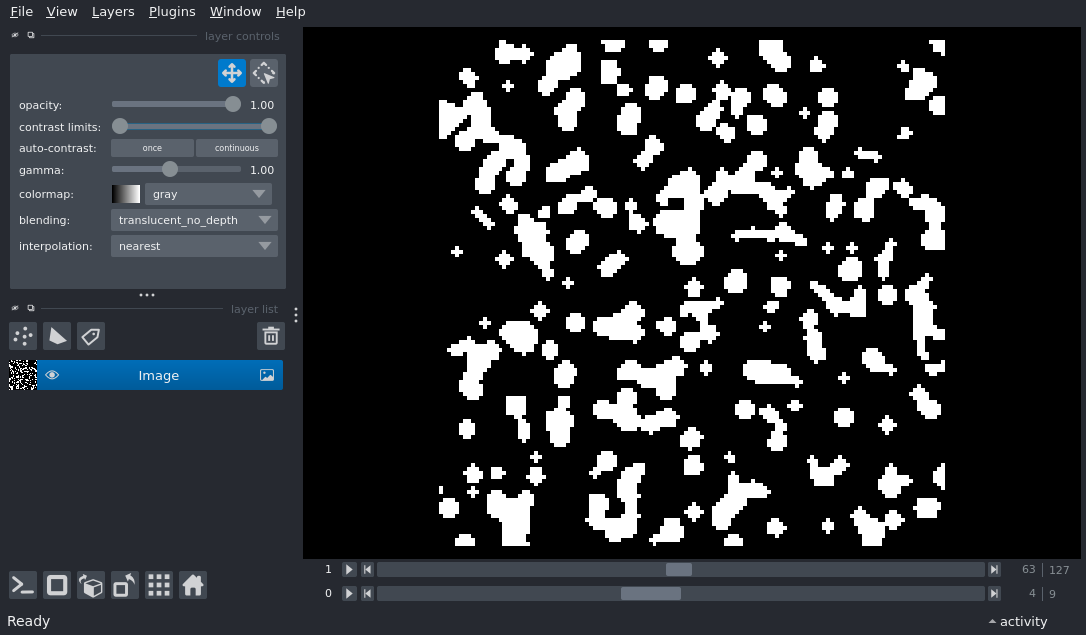 File View Layers Plugins Window Help
layer controls
opacity: 1.00
contrast limits:
auto-contrast: once continuous
gamma: 1.00
colormap: gray
blending: translucent_no_depth
interpolation: nearest
layer list
Image
1 63 127
0 4 9
Ready activity